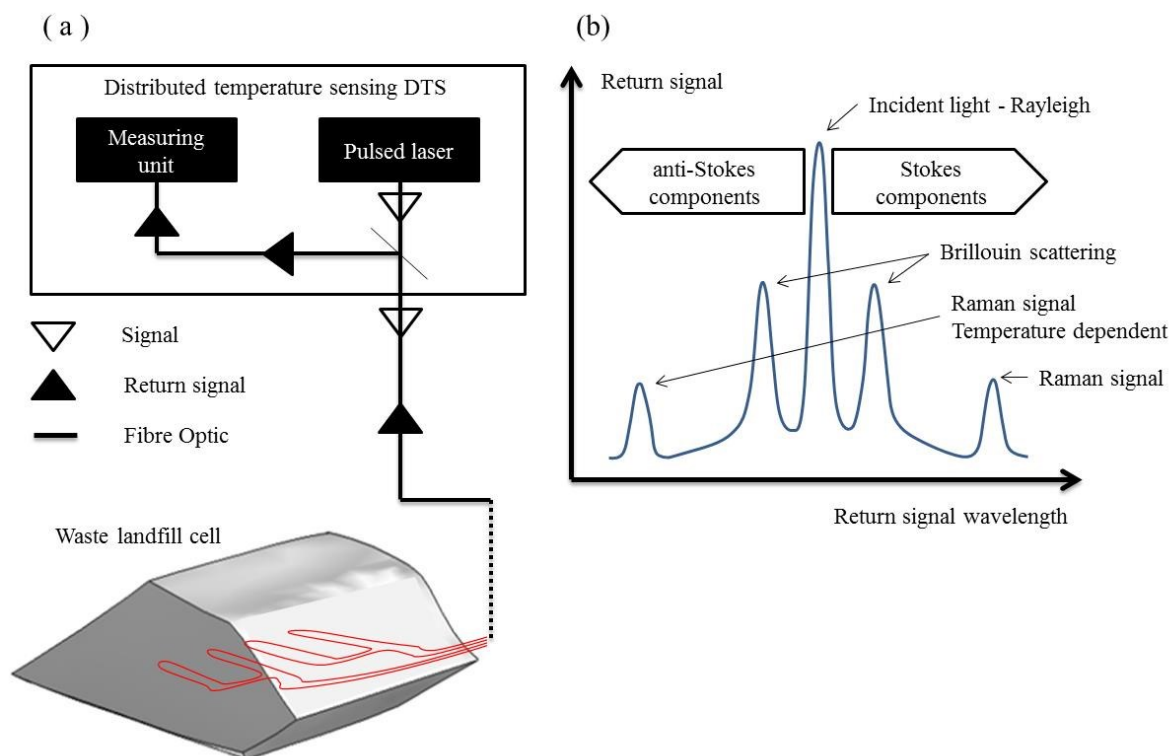 ( a )
Distributed temperature sensing DTS
Measuring
unit
Pulsed laser
Signal
Return signal
Fibre Optic
Waste landfill cell
(b)
Return signal
Incident light - Rayleigh
anti-Stokes
components
Stokes
components
Brillouin scattering
Raman signal
Temperature dependent
Raman signal
Return signal wavelength